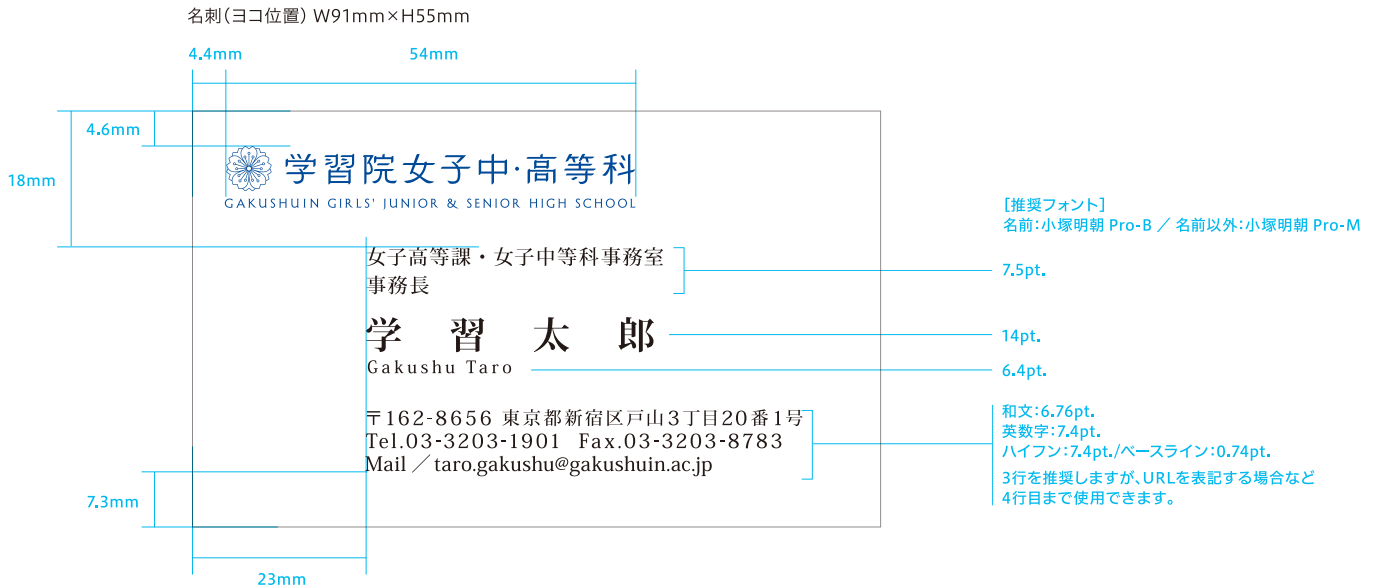 名刺(ヨコ位置) W91mm×H55mm
4.4mm
54mm
4.6mm
18mm
学習院女子中・高等科
GAKUSHUIN GIRLS' JUNIOR & SENIOR HIGH SCHOOL
[推奨フォント]
名前:小塚明朝 Pro-B / 名前以外:小塚明朝 Pro-M
女子高等課・女子中等科事務室
事務長
7.5pt.
学 習 太 郎
14pt.
Gakushu Taro
6.4pt.
〒162-8656 東京都新宿区戸山3丁目20番1号
Tel.03-3203-1901 Fax.03-3203-8783
Mail/taro.gakushu@gakushuin.ac.jp
和文:6.76pt.
英数字:7.4pt.
ハイフン:7.4pt./ベースライン:0.74pt.
3行を推奨しますが、URLを表記する場合など
4行目まで使用できます。
7.3mm
23mm